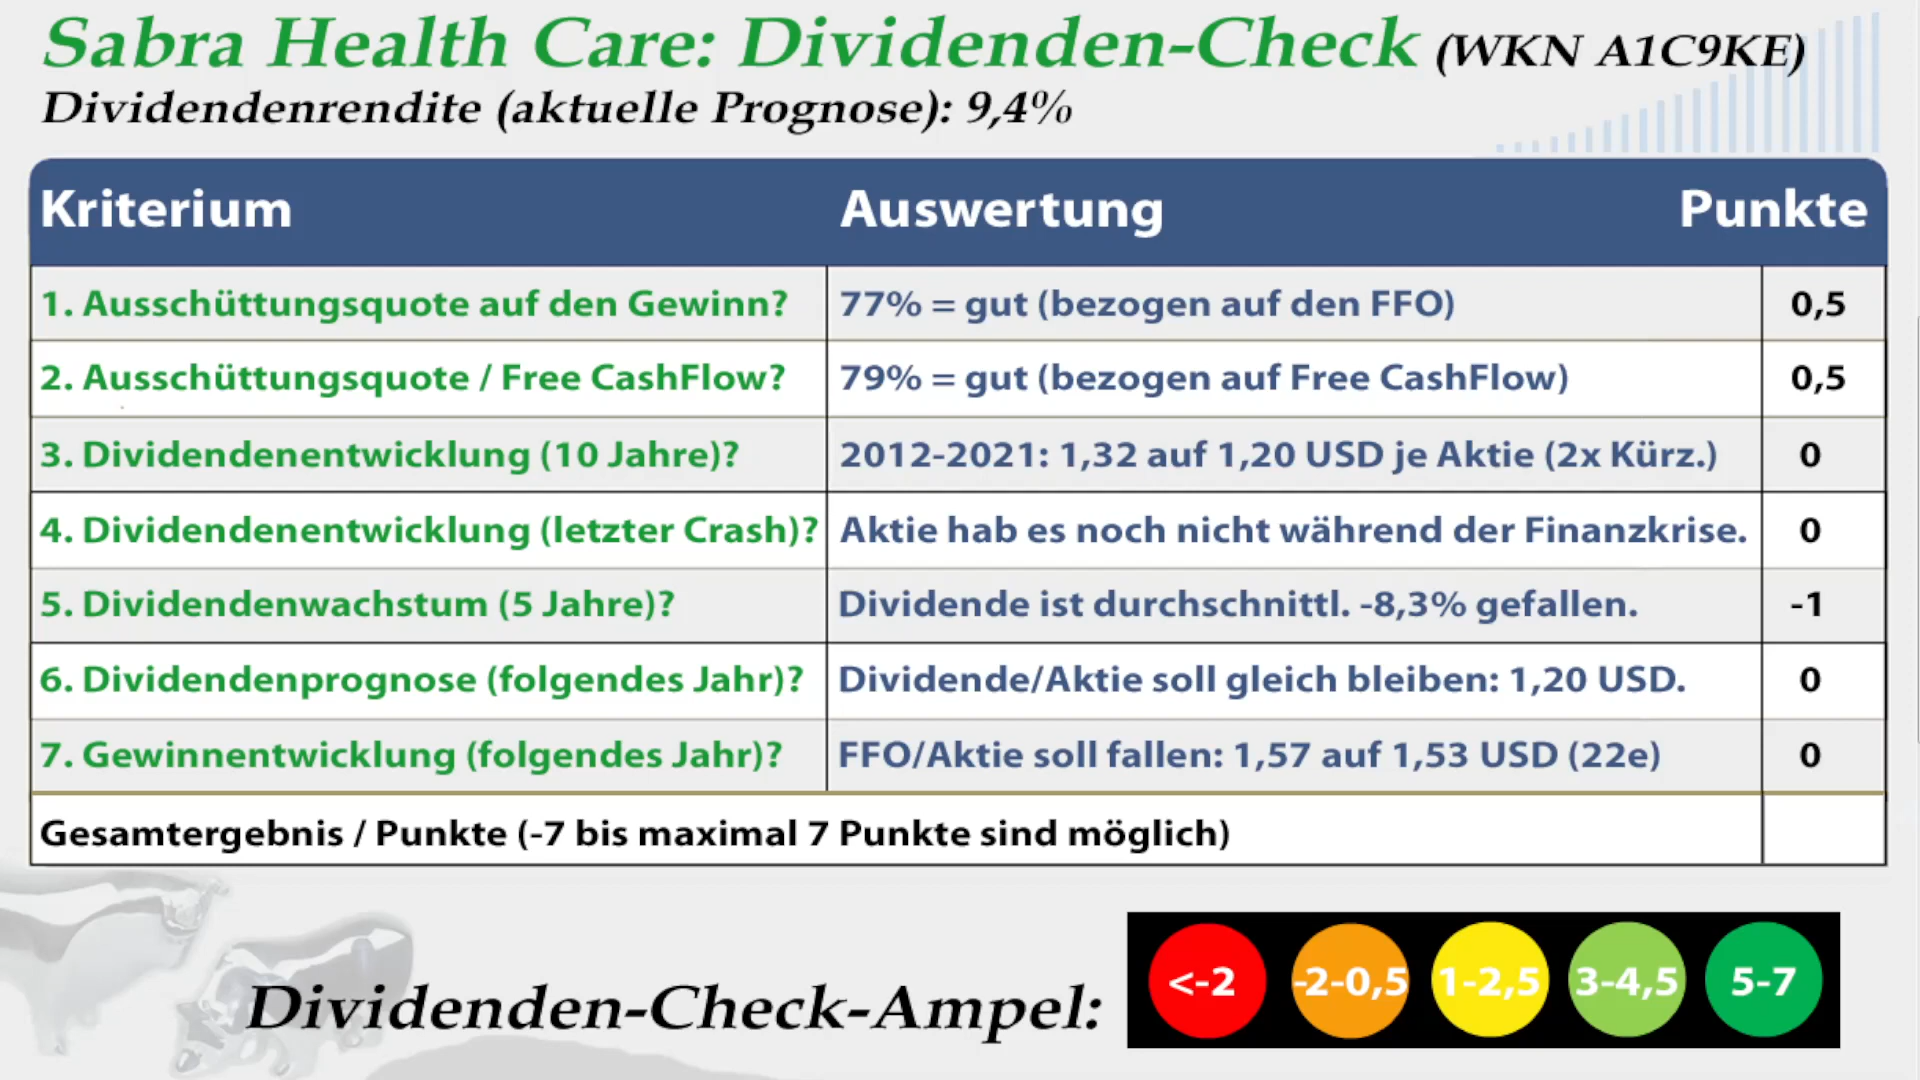 Sabra Health Care: Dividenden-Check (WKN A1C9KE)
Dividendenrendite (aktuelle Prognose): 9,4%
Kriterium Auswertung Punkte
1. Ausschüttungsquote auf den Gewinn? 77% = gut (bezogen auf den FFO) 0,5
2. Ausschüttungsquote / Free CashFlow? 79% = gut (bezogen auf Free CashFlow) 0,5
3. Dividendenentwicklung (10 Jahre)? 2012-2021: 1,32 auf 1,20 USD je Aktie (2x Kürz.) 0
4. Dividendenentwicklung (letzter Crash)? Aktie hab es noch nicht während der Finanzkrise. 0
5. Dividendenwachstum (5 Jahre)? Dividende ist durchschnittl. -8,3% gefallen. -1
6. Dividendenprognose (folgendes Jahr)? Dividende/Aktie soll gleich bleiben: 1,20 USD. 0
7. Gewinnentwicklung (folgendes Jahr)? FFO/Aktie soll fallen: 1,57 auf 1,53 USD (22e) 0
Gesamtergebnis / Punkte (-7 bis maximal 7 Punkte sind möglich)
Dividenden-Check-Ampel: <-2 -2-0,5 1-2,5 3-4,5 5-7